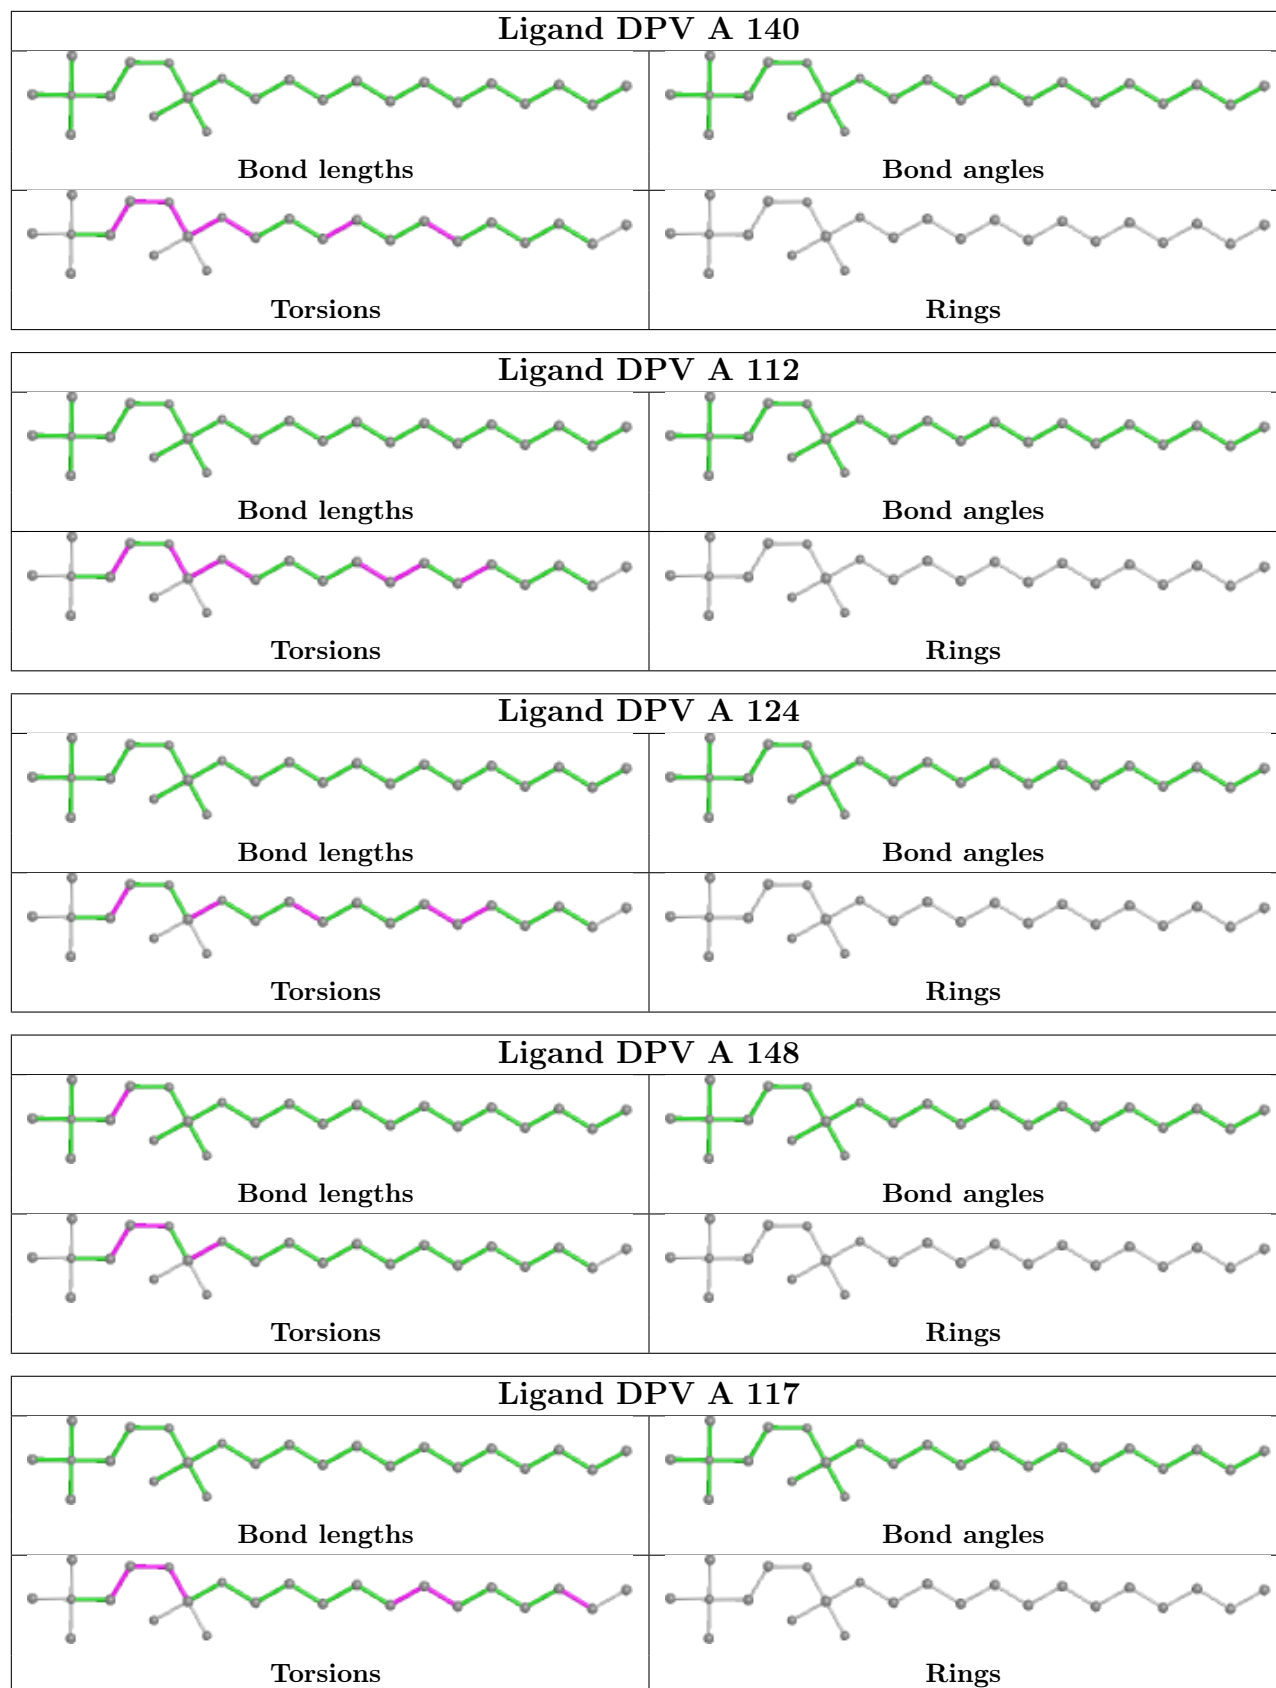 Ligand DPV A 140
Bond lengths
Bond angles
Torsions
Rings
Ligand DPV A 112
Bond lengths
Bond angles
Torsions
Rings
Ligand DPV A 124
Bond lengths
Bond angles
Torsions
Rings
Ligand DPV A 148
Bond lengths
Bond angles
Torsions
Rings
Ligand DPV A 117
Bond lengths
Bond angles
Torsions
Rings